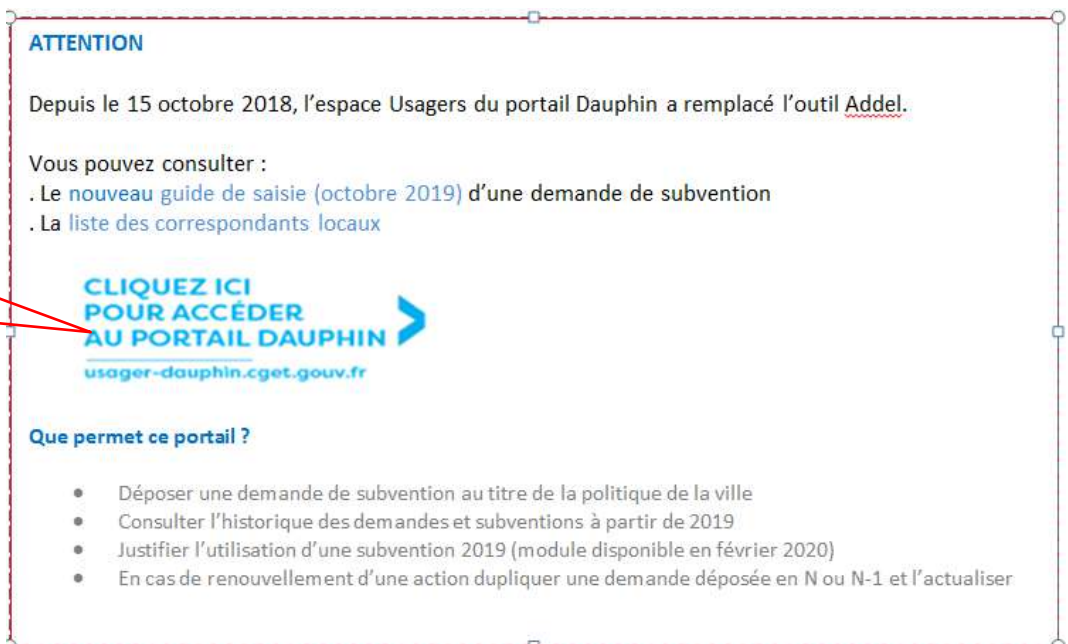 ATTENTION
Depuis le 15 octobre 2018, l'espace Usagers du portail Dauphin a remplacé l'outil Addel.
Vous pouvez consulter :
. Le nouveau guide de saisie (octobre 2019) d'une demande de subvention
. La liste des correspondants locaux
CLIQUEZ ICI
POUR ACCÉDER
AU PORTAIL DAUPHIN
usager-dauphin.cget.gouv.fr
Que permet ce portail ?
• Déposer une demande de subvention au titre de la politique de la ville
• Consulter l'historique des demandes et subventions à partir de 2019
• Justifier l'utilisation d'une subvention 2019 (module disponible en février 2020)
• En cas de renouvellement d'une action dupliquer une demande déposée en N ou N-1 et l'actualiser